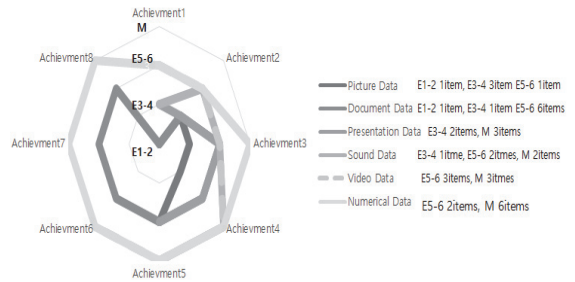 Achievment1
M
Achievment8
Achievment2
E5-6
E3-4
Achievment7
E1-2
Achievment3
Achievment6
Achievment4
Achievment5
Picture Data E1-2 1item, E3-4 3item E5-6 1item
Document Data E1-2 1item, E3-4 1item E5-6 6items
Presentation Data E3-4 2items, M 3items
Sound Data E3-4 1itme, E5-6 2itmes, M 2items
Video Data E5-6 3items, M 3itmes
Numerical Data E5-6 2items, M 6items